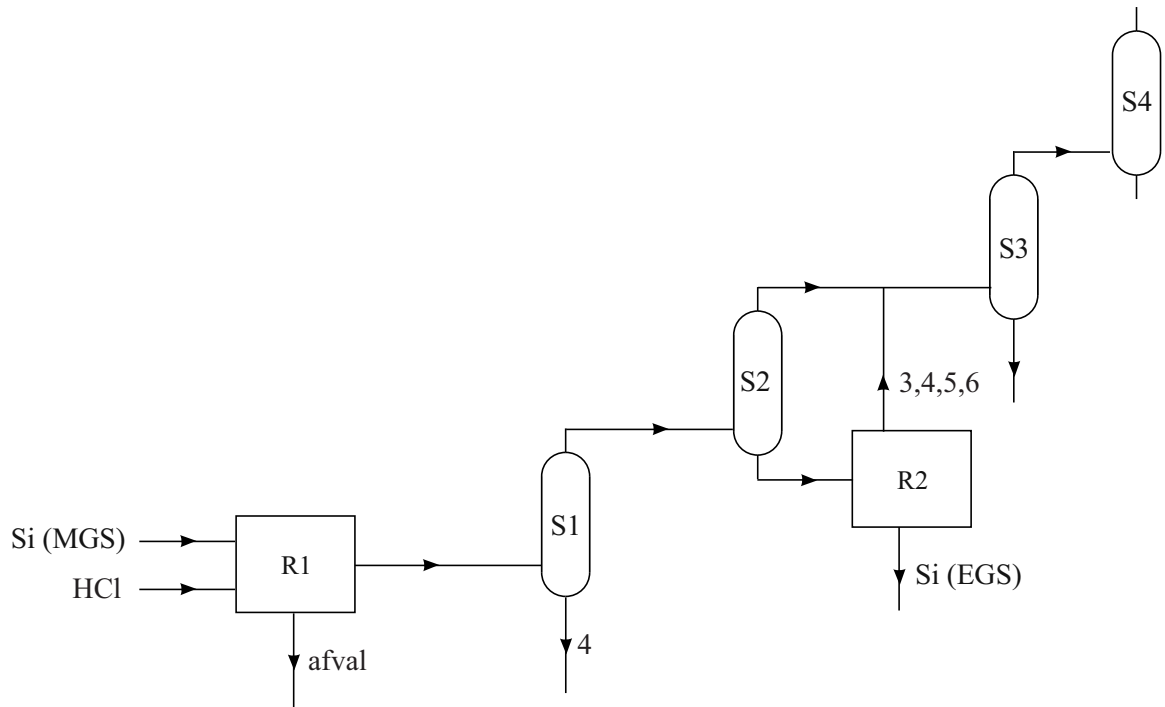 S4
S3
S2
3,4,5,6
R2
S1
Si (MGS)
R1
HCl
Si (EGS)
4
afval